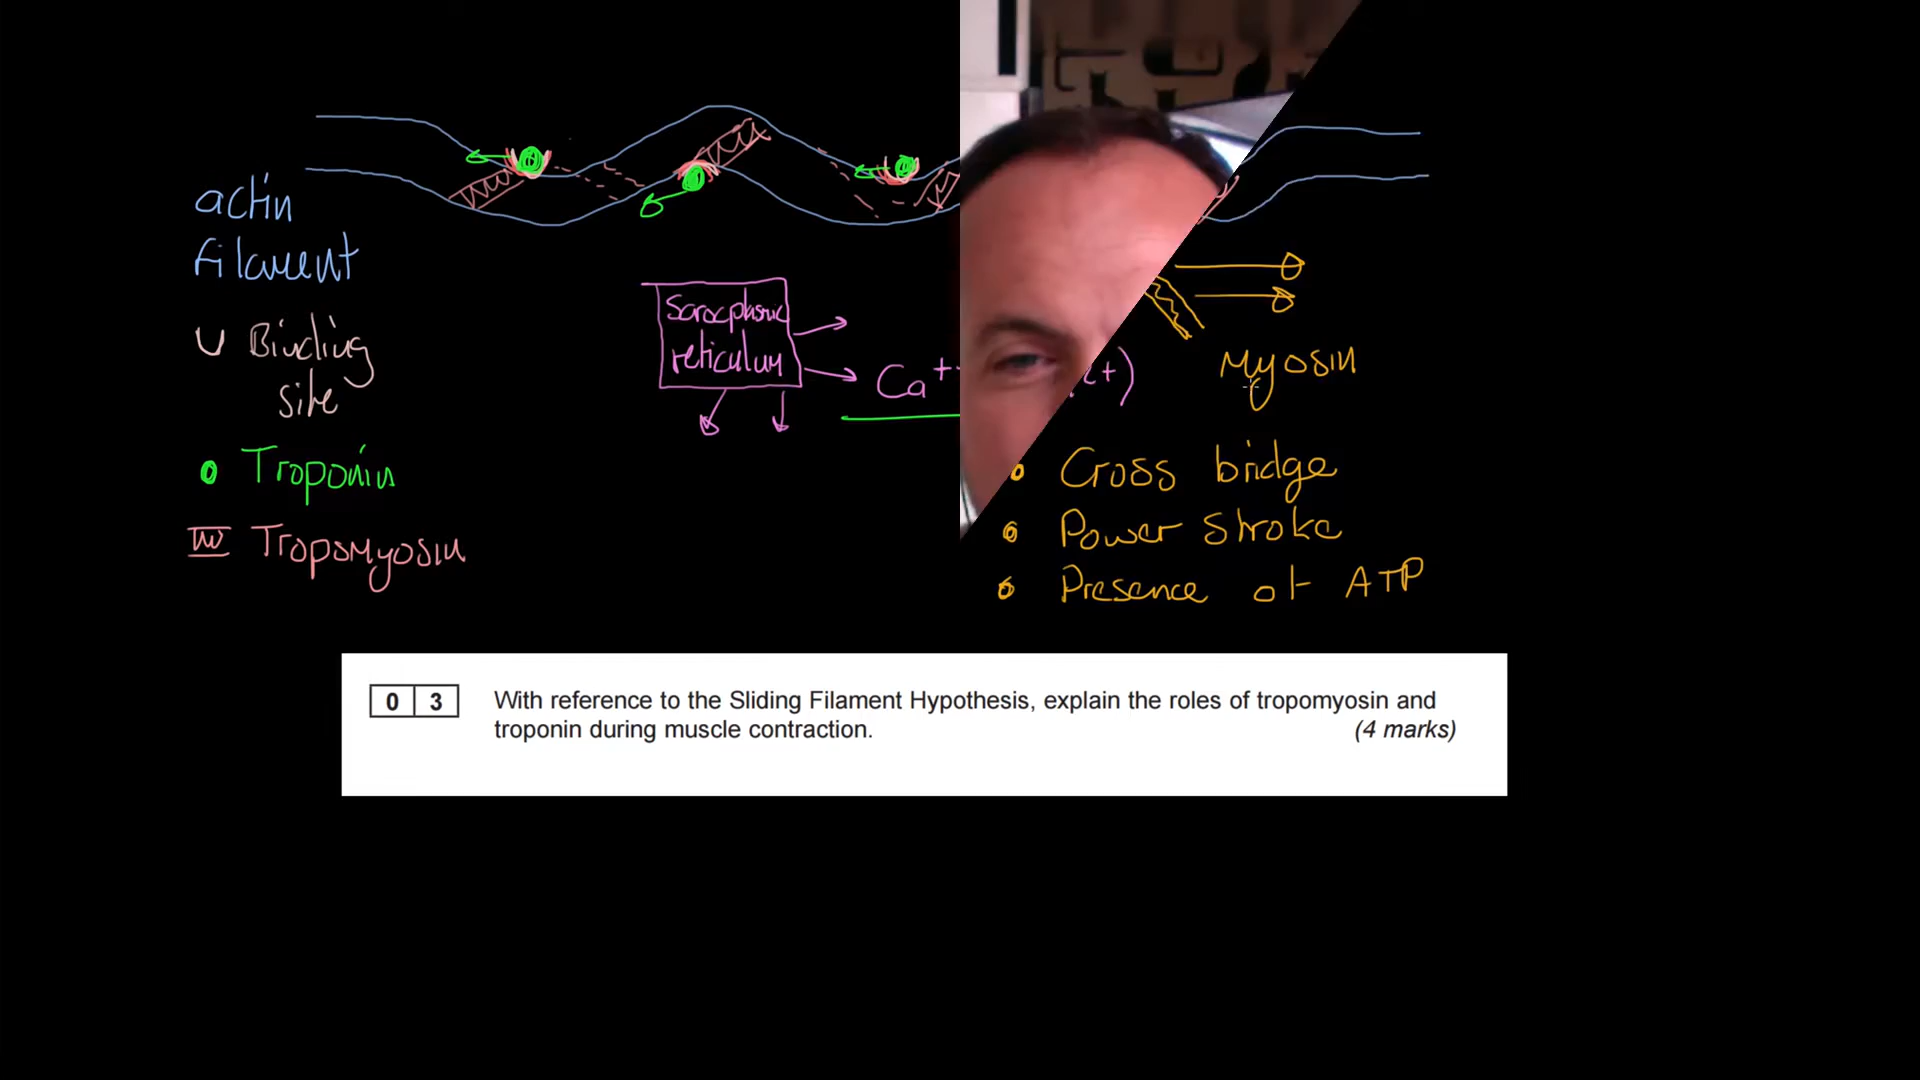 actin
filament
U Binding
site
Troponin
Tropomyosin
Sarcplasmic
reticulum
Ca+
+)
Myosin
Cross bridge
Power Stroke
Presence of ATP
0 3
With reference to the Sliding Filament Hypothesis, explain the roles of tropomyosin and
troponin during muscle contraction. (4 marks)